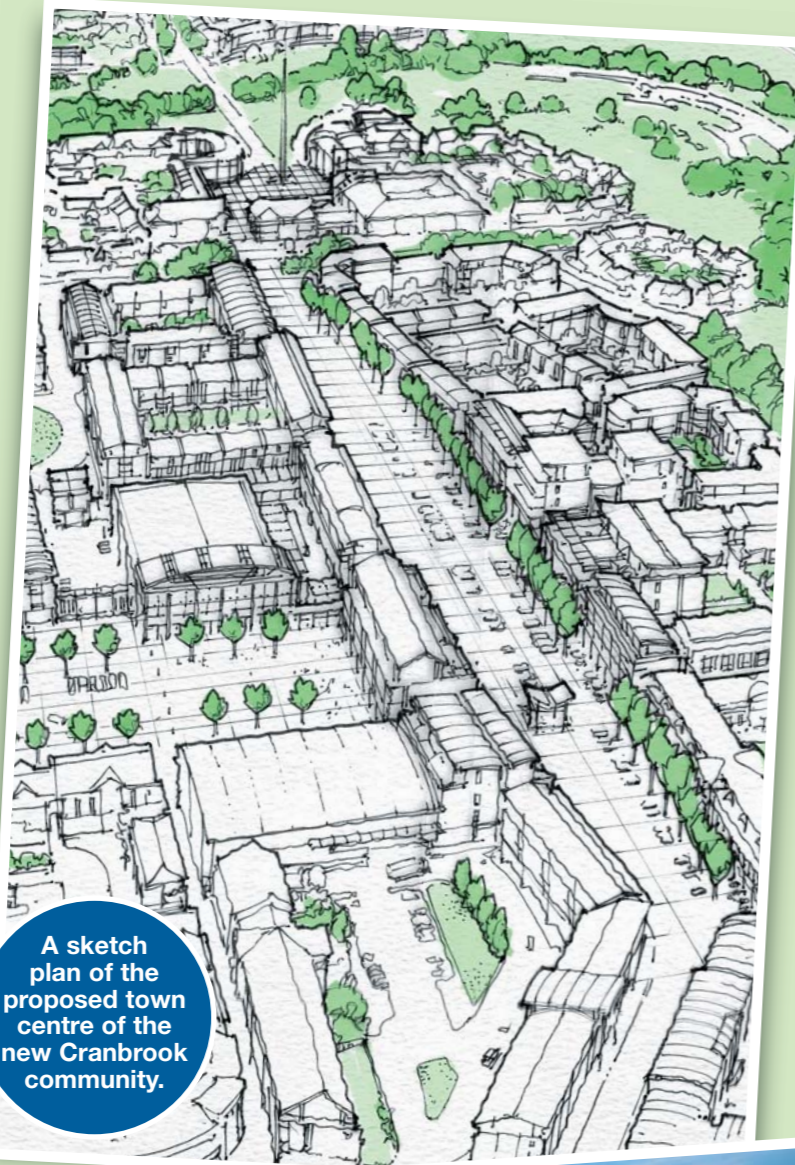 A sketch
plan of the
proposed town
centre of the
new Cranbrook
community.